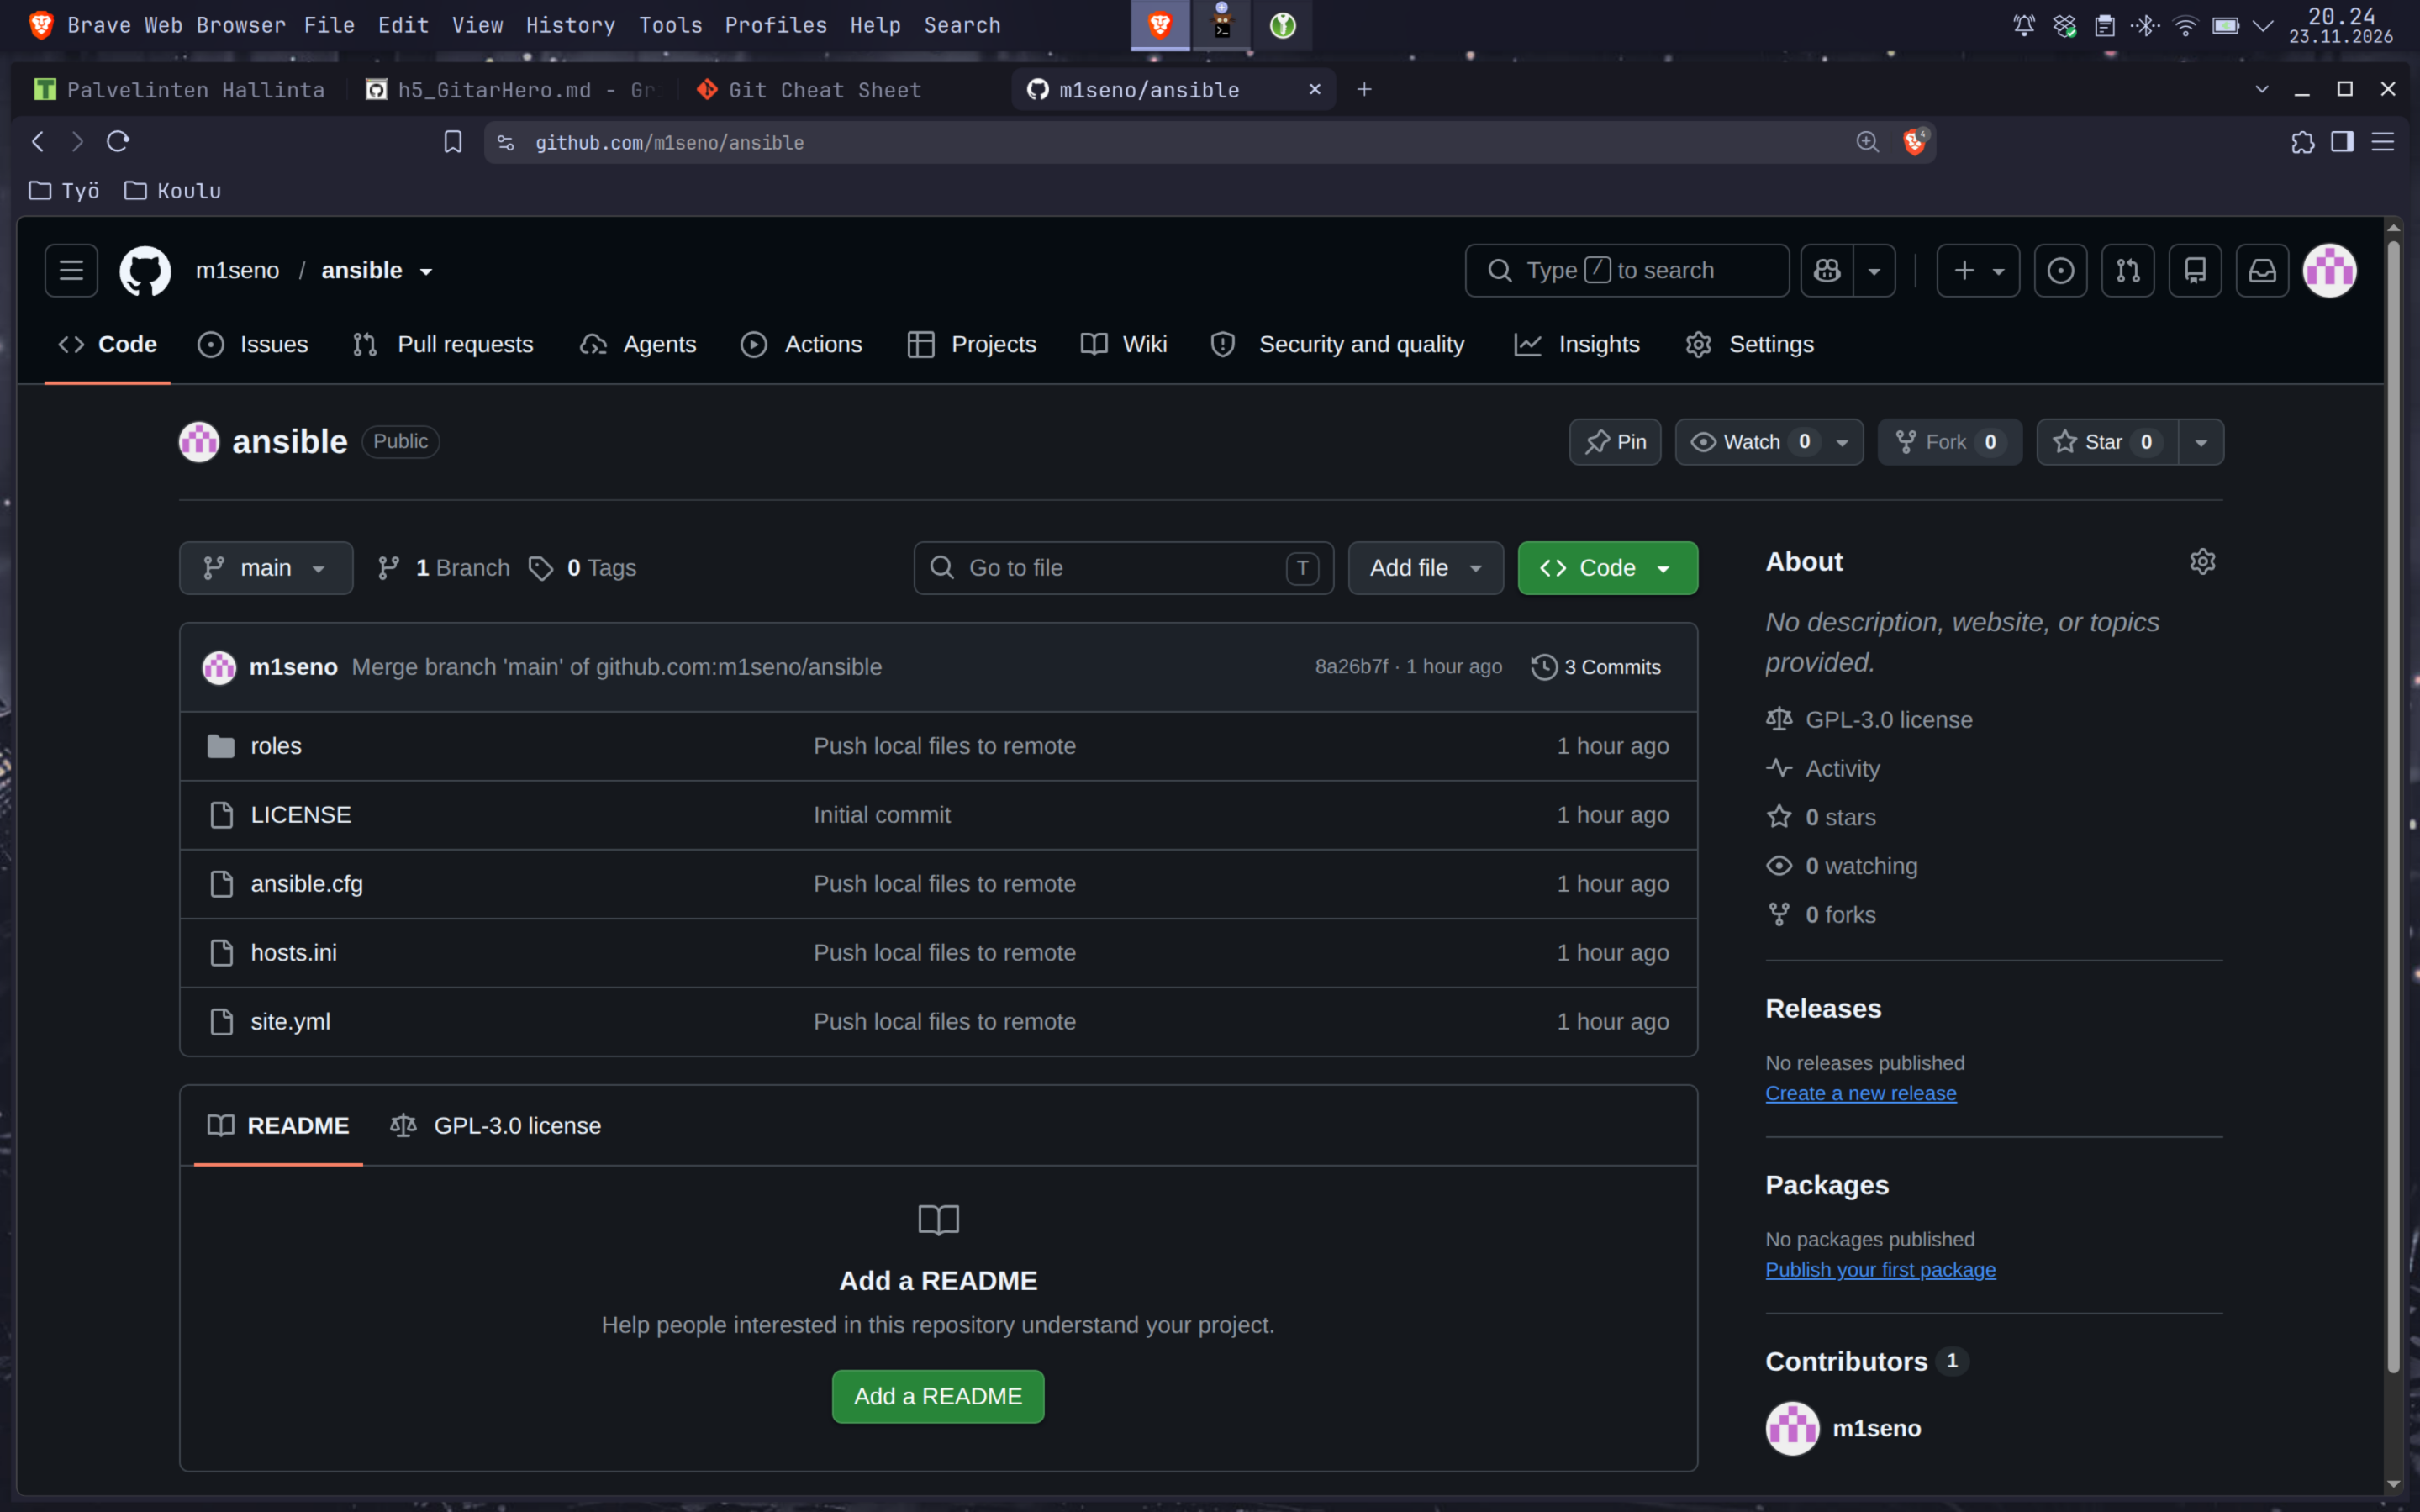 Brave Web Browser File Edit View History Tools Profiles Help Search
20.24
23.11.2026
Palvelinten Hallinta
h5_GitarHero.md - Gr
Git Cheat Sheet
m1seno/ansible
github.com/m1seno/ansible
4
Työ Koulu
m1seno / ansible
Type / to search
Code Issues Pull requests Agents Actions Projects Wiki Security and quality Insights Settings
ansible Public
Pin Watch 0 Fork 0 Star 0
main 1 Branch 0 Tags
Go to file T
Add file Code
m1seno Merge branch 'main' of github.com:m1seno/ansible 8a26b7f · 1 hour ago 3 Commits
roles Push local files to remote 1 hour ago
LICENSE Initial commit 1 hour ago
ansible.cfg Push local files to remote 1 hour ago
hosts.ini Push local files to remote 1 hour ago
site.yml Push local files to remote 1 hour ago
README GPL-3.0 license
Add a README
Help people interested in this repository understand your project.
Add a README
About
No description, website, or topics
provided.
GPL-3.0 license
Activity
0 stars
0 watching
0 forks
Releases
No releases published
Create a new release
Packages
No packages published
Publish your first package
Contributors 1
m1seno